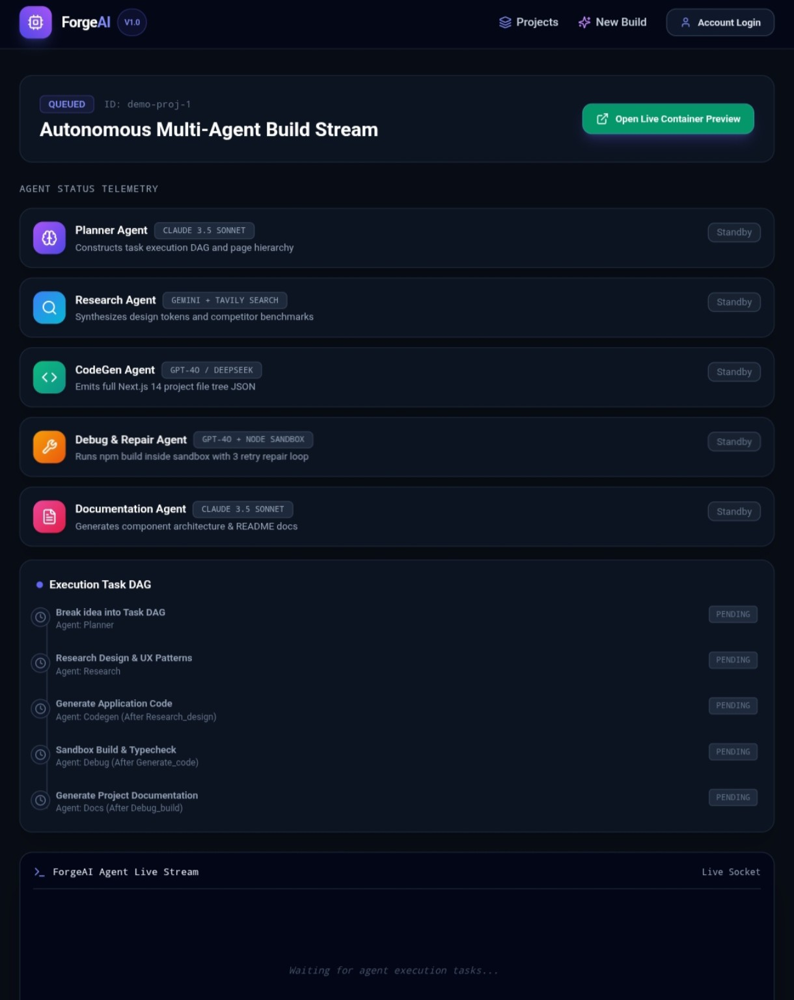 ForgeAI V1.0 Projects New Build Account Login
QUEUED ID: demo-proj-1
Autonomous Multi-Agent Build Stream
Open Live Container Preview
AGENT STATUS TELEMETRY
Planner Agent CLAUDE 3.5 SONNET
Constructs task execution DAG and page hierarchy
Standby
Research Agent GEMINI + TAVILY SEARCH
Synthesizes design tokens and competitor benchmarks
Standby
CodeGen Agent GPT-4O / DEEPSEEK
Emits full Next.js 14 project file tree JSON
Standby
Debug & Repair Agent GPT-4O + NODE SANDBOX
Runs npm build inside sandbox with 3 retry repair loop
Standby
Documentation Agent CLAUDE 3.5 SONNET
Generates component architecture & README docs
Standby
Execution Task DAG
Break idea into Task DAG
Agent: Planner
PENDING
Research Design & UX Patterns
Agent: Research
PENDING
Generate Application Code
Agent: Codegen (After Research_design)
PENDING
Sandbox Build & Typecheck
Agent: Debug (After Generate_code)
PENDING
Generate Project Documentation
Agent: Docs (After Debug_build)
PENDING
ForgeAI Agent Live Stream Live Socket
Waiting for agent execution tasks...